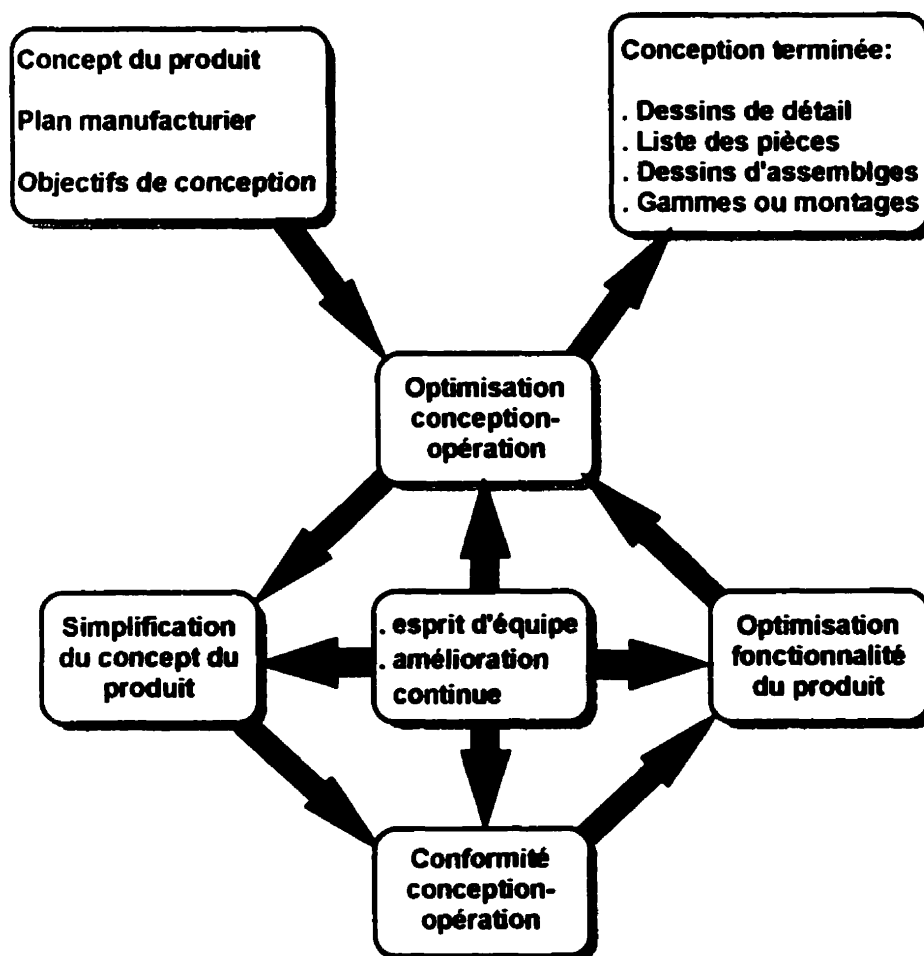 Concept du produit
Plan manufacturier
Objectifs de conception
Conception terminée:
. Dessins de détail
. Liste des pièces
. Dessins d'assemblges
. Gammes ou montages
Optimisation
conception-
opération
Simplification
du concept du
produit
. esprit d'équipe
. amélioration
continue
Optimisation
fonctionnalité
du produit
Conformité
conception-
opération